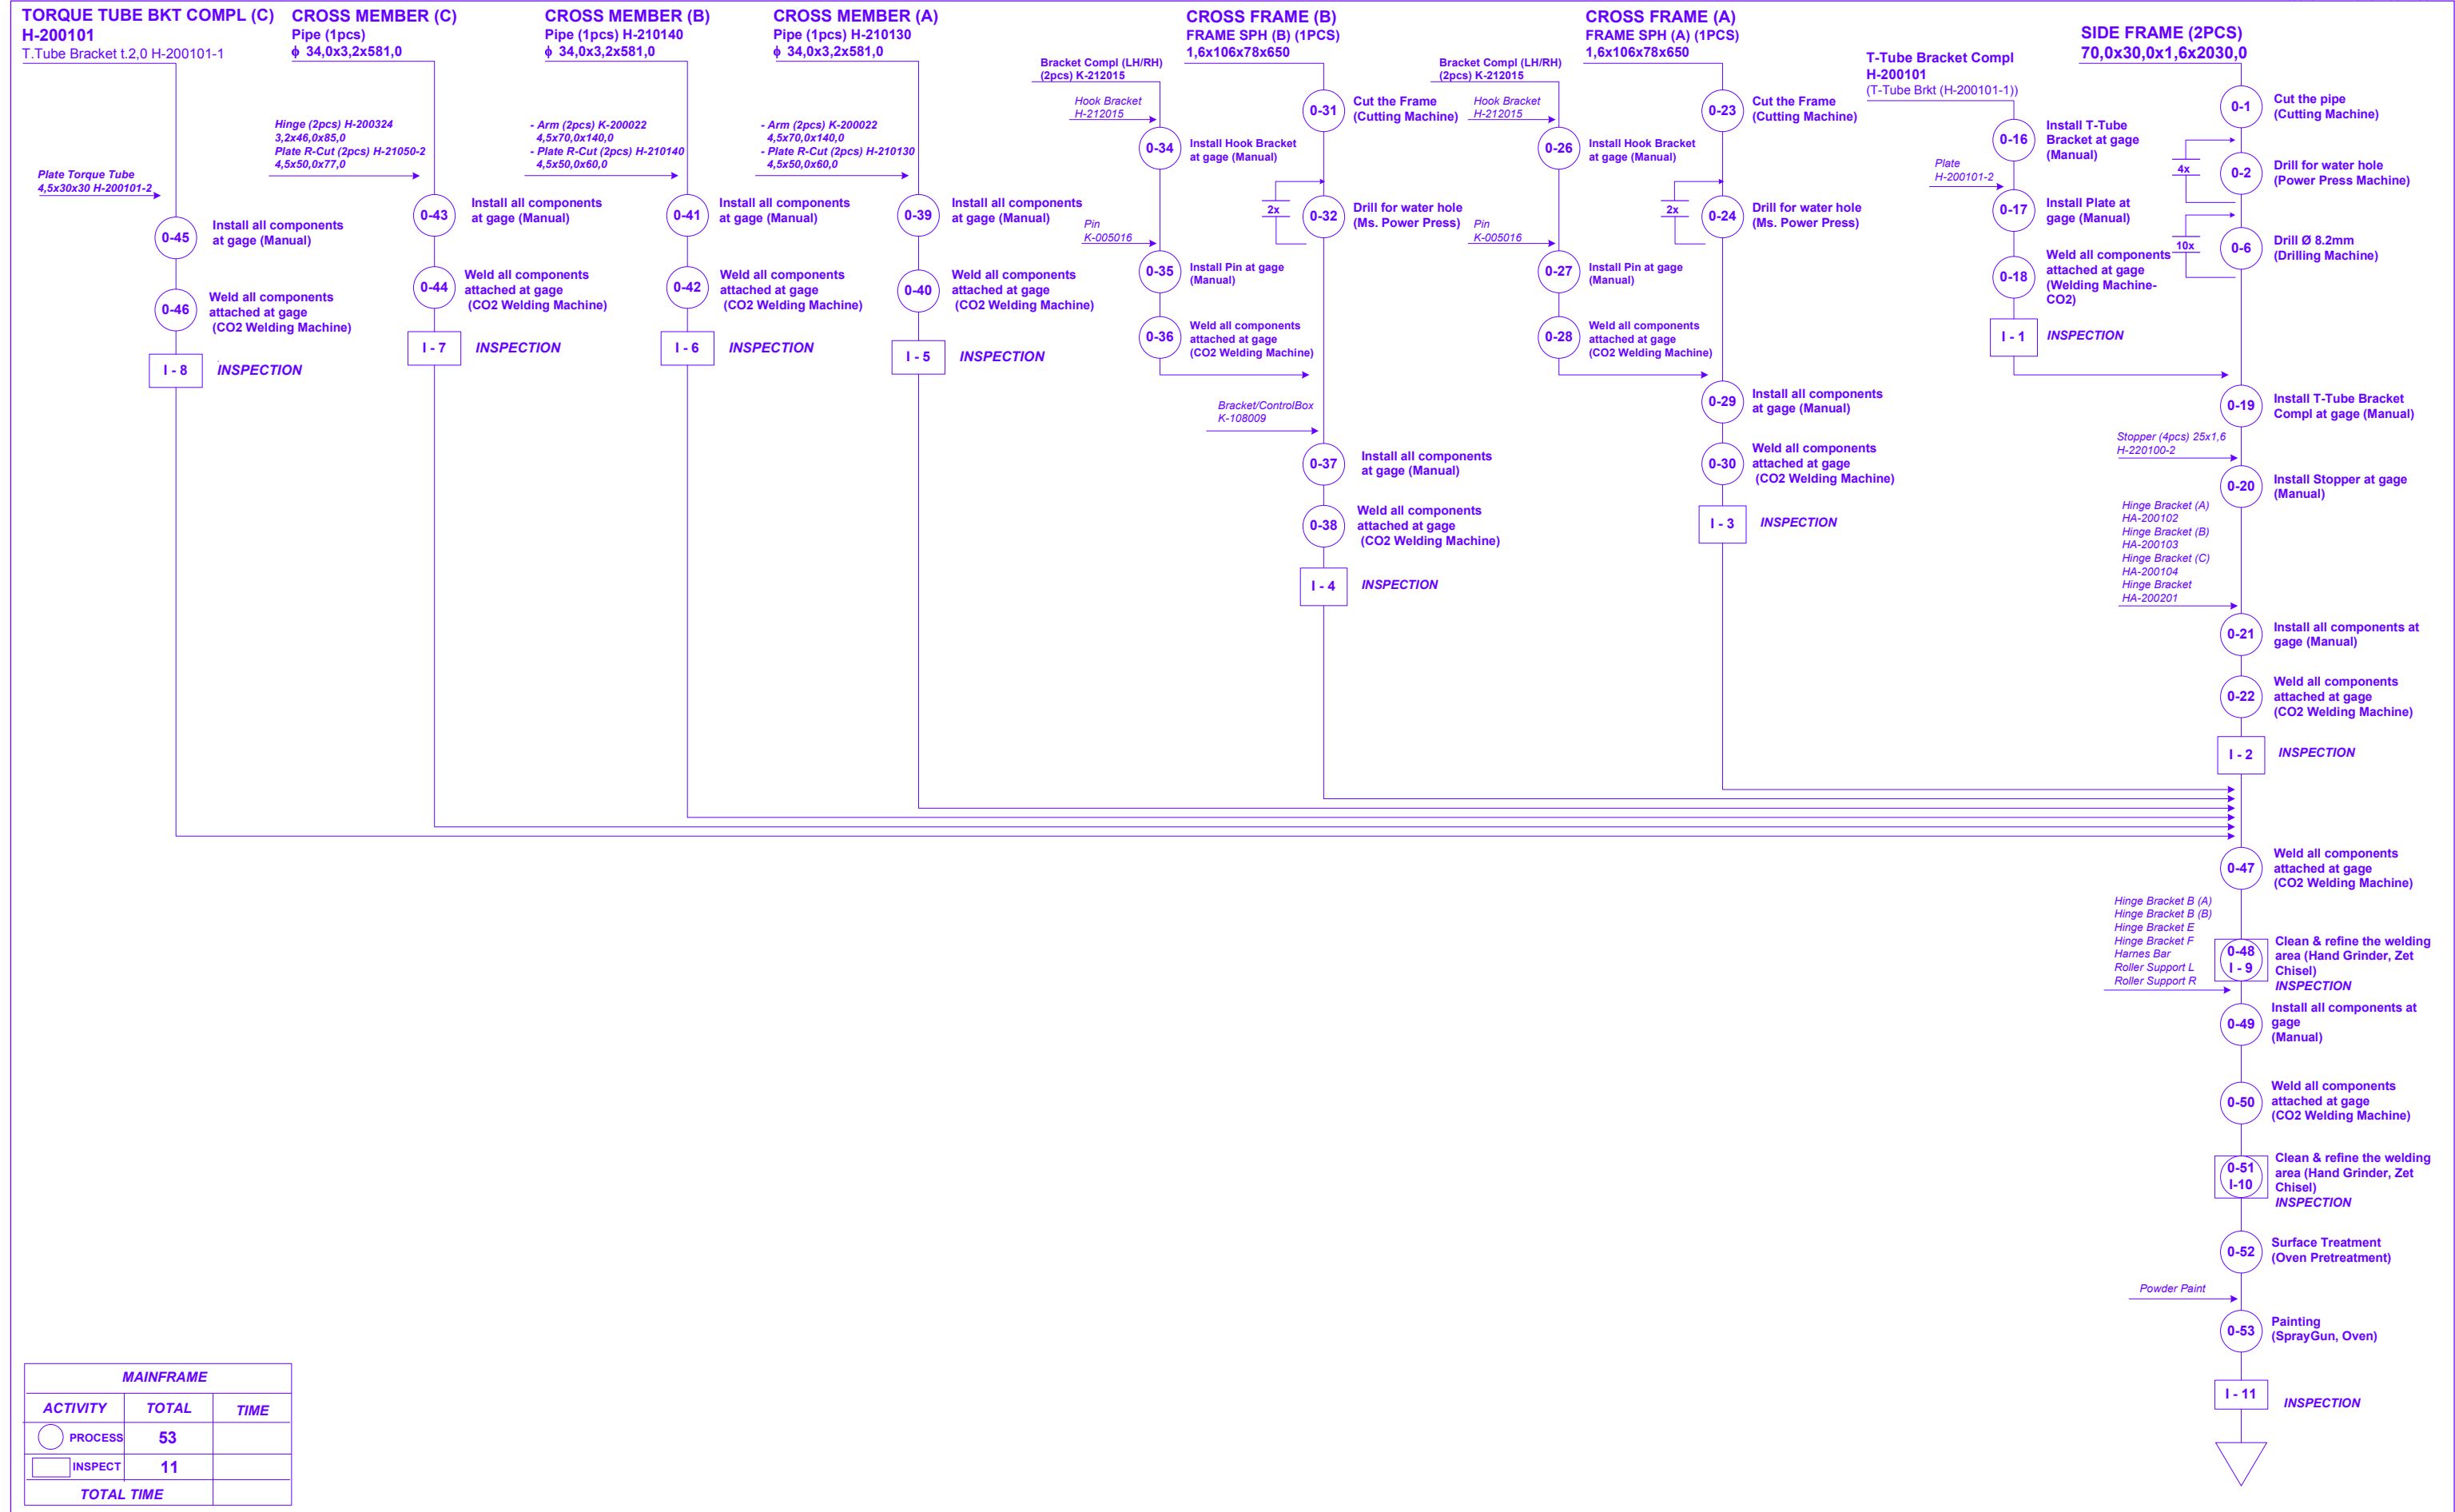 TORQUE TUBE BKT COMPL (C)
H-200101
T.Tube Bracket t.2,0 H-200101-1
Plate Torque Tube
4,5x30x30 H-200101-2
0-45
Install all components
at gage (Manual)
0-46
Weld all components
attached at gage
(CO2 Welding Machine)
I - 8
INSPECTION
CROSS MEMBER (C)
Pipe (1pcs)
ϕ 34,0x3,2x581,0
Hinge (2pcs) H-200324
3,2x46,0x85,0
Plate R-Cut (2pcs) H-21050-2
4,5x50,0x77,0
0-43
Install all components
at gage (Manual)
0-44
Weld all components
attached at gage
(CO2 Welding Machine)
I - 7
INSPECTION
CROSS MEMBER (B)
Pipe (1pcs) H-210140
ϕ 34,0x3,2x581,0
- Arm (2pcs) K-200022
4,5x70,0x140,0
- Plate R-Cut (2pcs) H-210140
4,5x50,0x60,0
0-41
Install all components
at gage (Manual)
0-42
Weld all components
attached at gage
(CO2 Welding Machine)
I - 6
INSPECTION
CROSS MEMBER (A)
Pipe (1pcs) H-210130
ϕ 34,0x3,2x581,0
- Arm (2pcs) K-200022
4,5x70,0x140,0
- Plate R-Cut (2pcs) H-210130
4,5x50,0x60,0
0-39
Install all components
at gage (Manual)
0-40
Weld all components
attached at gage
(CO2 Welding Machine)
I - 5
INSPECTION
CROSS FRAME (B)
FRAME SPH (B) (1PCS)
1,6x106x78x650
Bracket Compl (LH/RH)
(2pcs) K-212015
Hook Bracket
H-212015
0-34
Install Hook Bracket
at gage (Manual)
Pin
K-005016
0-35
Install Pin at gage
(Manual)
0-36
Weld all components
attached at gage
(CO2 Welding Machine)
0-31
Cut the Frame
(Cutting Machine)
2x
0-32
Drill for water hole
(Ms. Power Press)
Bracket/ControlBox
K-108009
0-37
Install all components
at gage (Manual)
0-38
Weld all components
attached at gage
(CO2 Welding Machine)
I - 4
INSPECTION
CROSS FRAME (A)
FRAME SPH (A) (1PCS)
1,6x106x78x650
Bracket Compl (LH/RH)
(2pcs) K-212015
Hook Bracket
H-212015
0-26
Install Hook Bracket
at gage (Manual)
Pin
K-005016
0-27
Install Pin at gage
(Manual)
0-28
Weld all components
attached at gage
(CO2 Welding Machine)
0-23
Cut the Frame
(Cutting Machine)
2x
0-24
Drill for water hole
(Ms. Power Press)
0-29
Install all components
at gage (Manual)
0-30
Weld all components
attached at gage
(CO2 Welding Machine)
I - 3
INSPECTION
T-Tube Bracket Compl
H-200101
(T-Tube Brkt (H-200101-1))
0-16
Install T-Tube
Bracket at gage
(Manual)
Plate
H-200101-2
0-17
Install Plate at
gage (Manual)
0-18
Weld all components
attached at gage
(Welding Machine-
CO2)
I - 1
INSPECTION
SIDE FRAME (2PCS)
70,0x30,0x1,6x2030,0
0-1
Cut the pipe
(Cutting Machine)
4x
0-2
Drill for water hole
(Power Press Machine)
10x
0-6
Drill Ø 8.2mm
(Drilling Machine)
0-19
Install T-Tube Bracket
Compl at gage (Manual)
Stopper (4pcs) 25x1,6
H-220100-2
0-20
Install Stopper at gage
(Manual)
Hinge Bracket (A)
HA-200102
Hinge Bracket (B)
HA-200103
Hinge Bracket (C)
HA-200104
Hinge Bracket
HA-200201
0-21
Install all components at
gage (Manual)
0-22
Weld all components
attached at gage
(CO2 Welding Machine)
I - 2
INSPECTION
0-47
Weld all components
attached at gage
(CO2 Welding Machine)
Hinge Bracket B (A)
Hinge Bracket B (B)
Hinge Bracket E
Hinge Bracket F
Harnes Bar
Roller Support L
Roller Support R
0-48
I - 9
Clean & refine the welding
area (Hand Grinder, Zet
Chisel)
INSPECTION
0-49
Install all components at
gage
(Manual)
0-50
Weld all components
attached at gage
(CO2 Welding Machine)
0-51
I-10
Clean & refine the welding
area (Hand Grinder, Zet
Chisel)
INSPECTION
0-52
Surface Treatment
(Oven Pretreatment)
Powder Paint
0-53
Painting
(SprayGun, Oven)
I - 11
INSPECTION
MAINFRAME
ACTIVITY TOTAL TIME
PROCESS 53
INSPECT 11
TOTAL TIME